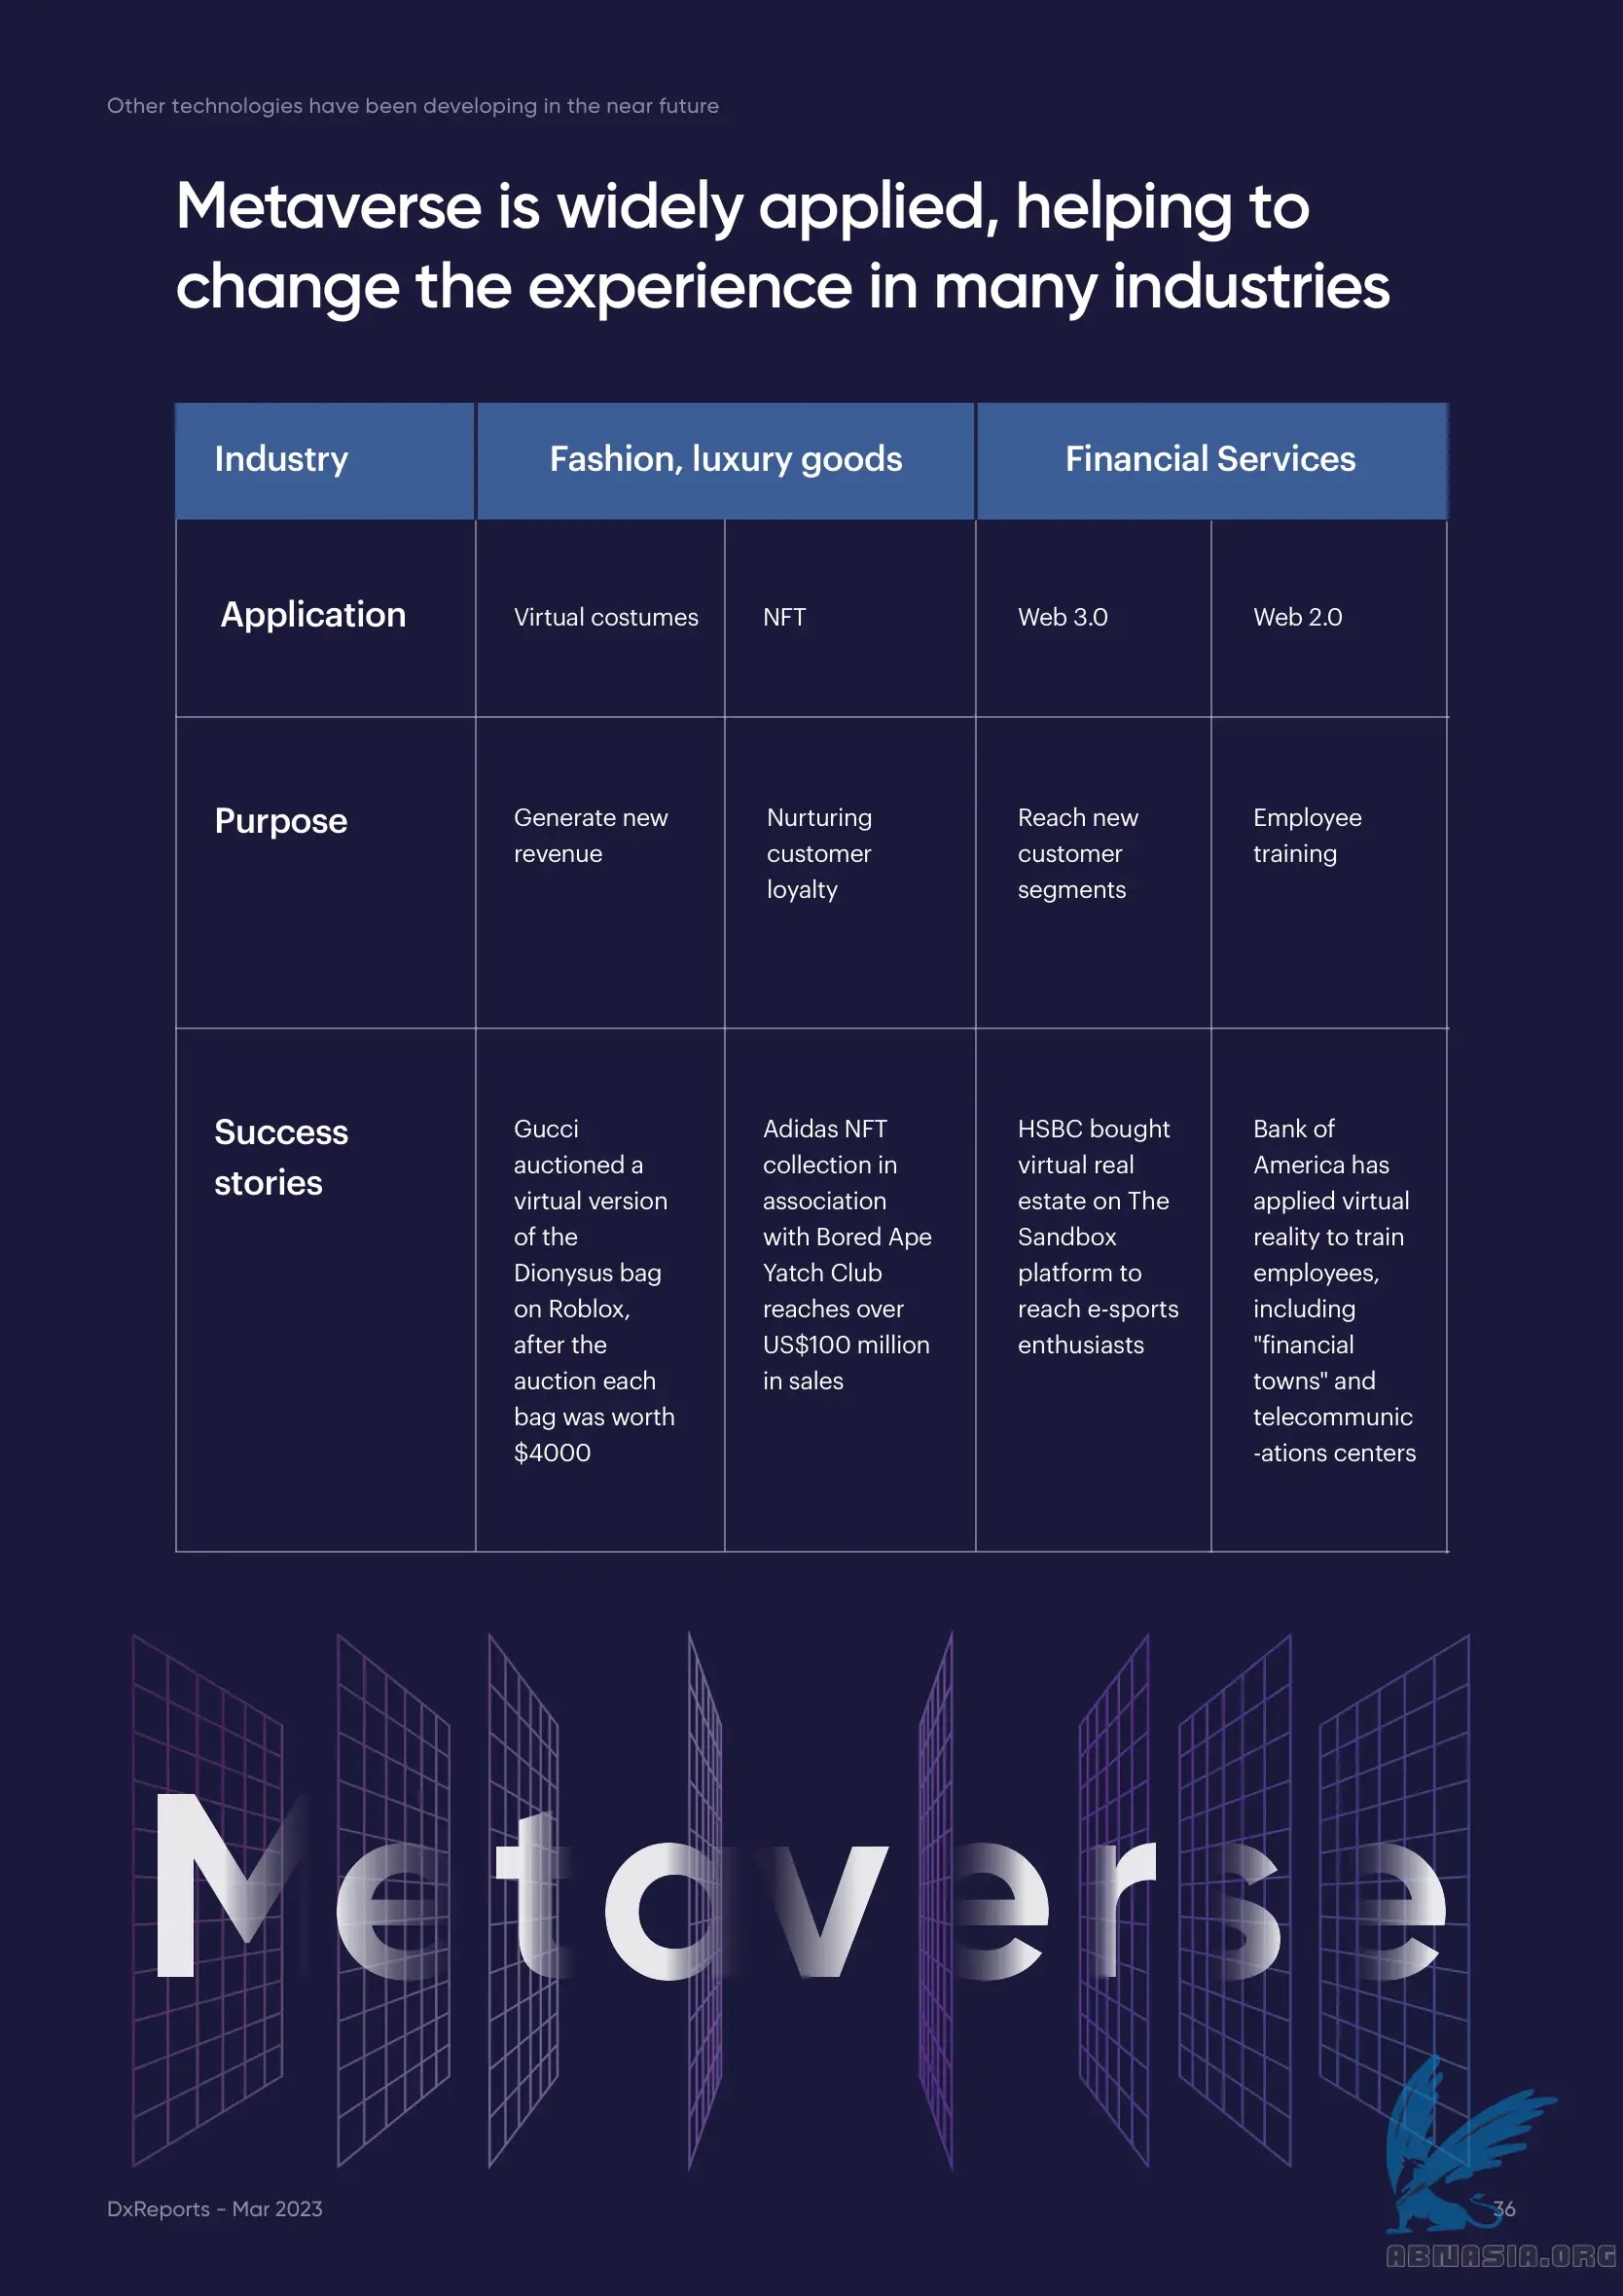 Other technologies have been developing in the near future
Metaverse is widely applied, helping to
change the experience in many industries
Industry
Fashion, luxury goods
Financial Services
Application
Virtual costumes
NFT
Web 3.0
Web 2.0
Purpose
Generate new
revenue
Nurturing
customer
loyalty
Reach new
customer
segments
Employee
training
Success
stories
Gucci
auctioned a
virtual version
of the
Dionysus bag
on Roblox,
after the
auction each
bag was worth
$4000
Adidas NFT
collection in
association
with Bored Ape
Yatch Club
reaches over
US$100 million
in sales
HSBC bought
virtual real
estate on The
Sandbox
platform to
reach e-sports
enthusiasts
Bank of
America has
applied virtual
reality to train
employees,
including
"financial
towns" and
telecommunic
-ations centers
Metaverse
DxReports - Mar 2023
36
ABNASIA.ORG